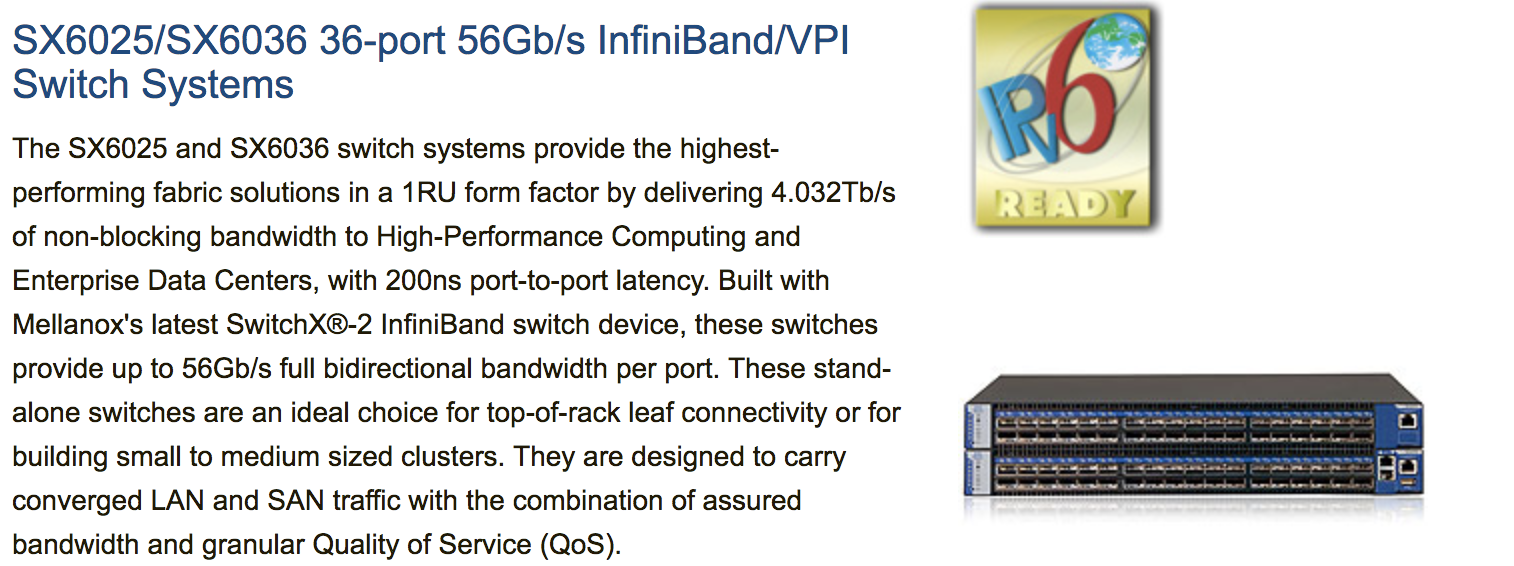 SX6025/SX6036 36-port 56Gb/s InfiniBand/VPI
Switch Systems
The SX6025 and SX6036 switch systems provide the highest-
performing fabric solutions in a 1RU form factor by delivering 4.032Tb/s
of non-blocking bandwidth to High-Performance Computing and
Enterprise Data Centers, with 200ns port-to-port latency. Built with
Mellanox's latest SwitchX®-2 InfiniBand switch device, these switches
provide up to 56Gb/s full bidirectional bandwidth per port. These stand-
alone switches are an ideal choice for top-of-rack leaf connectivity or for
building small to medium sized clusters. They are designed to carry
converged LAN and SAN traffic with the combination of assured
bandwidth and granular Quality of Service (QoS).
IPv6
READY